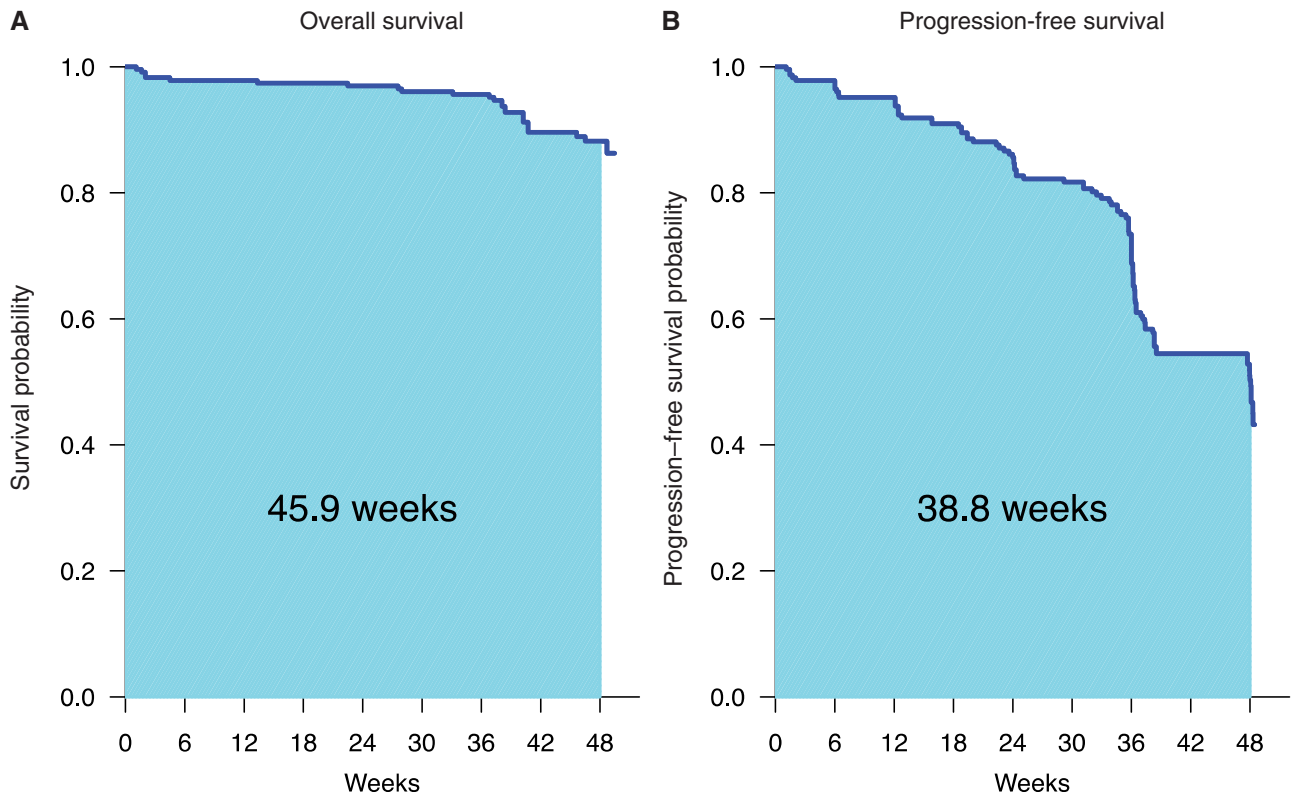 A
Overall survival
Survival probability
1.0
0.8
0.6
0.4
0.2
0.0
45.9 weeks
0 6 12 18 24 30 36 42 48
Weeks
B
Progression-free survival
Progression–free survival probability
1.0
0.8
0.6
0.4
0.2
0.0
38.8 weeks
0 6 12 18 24 30 36 42 48
Weeks